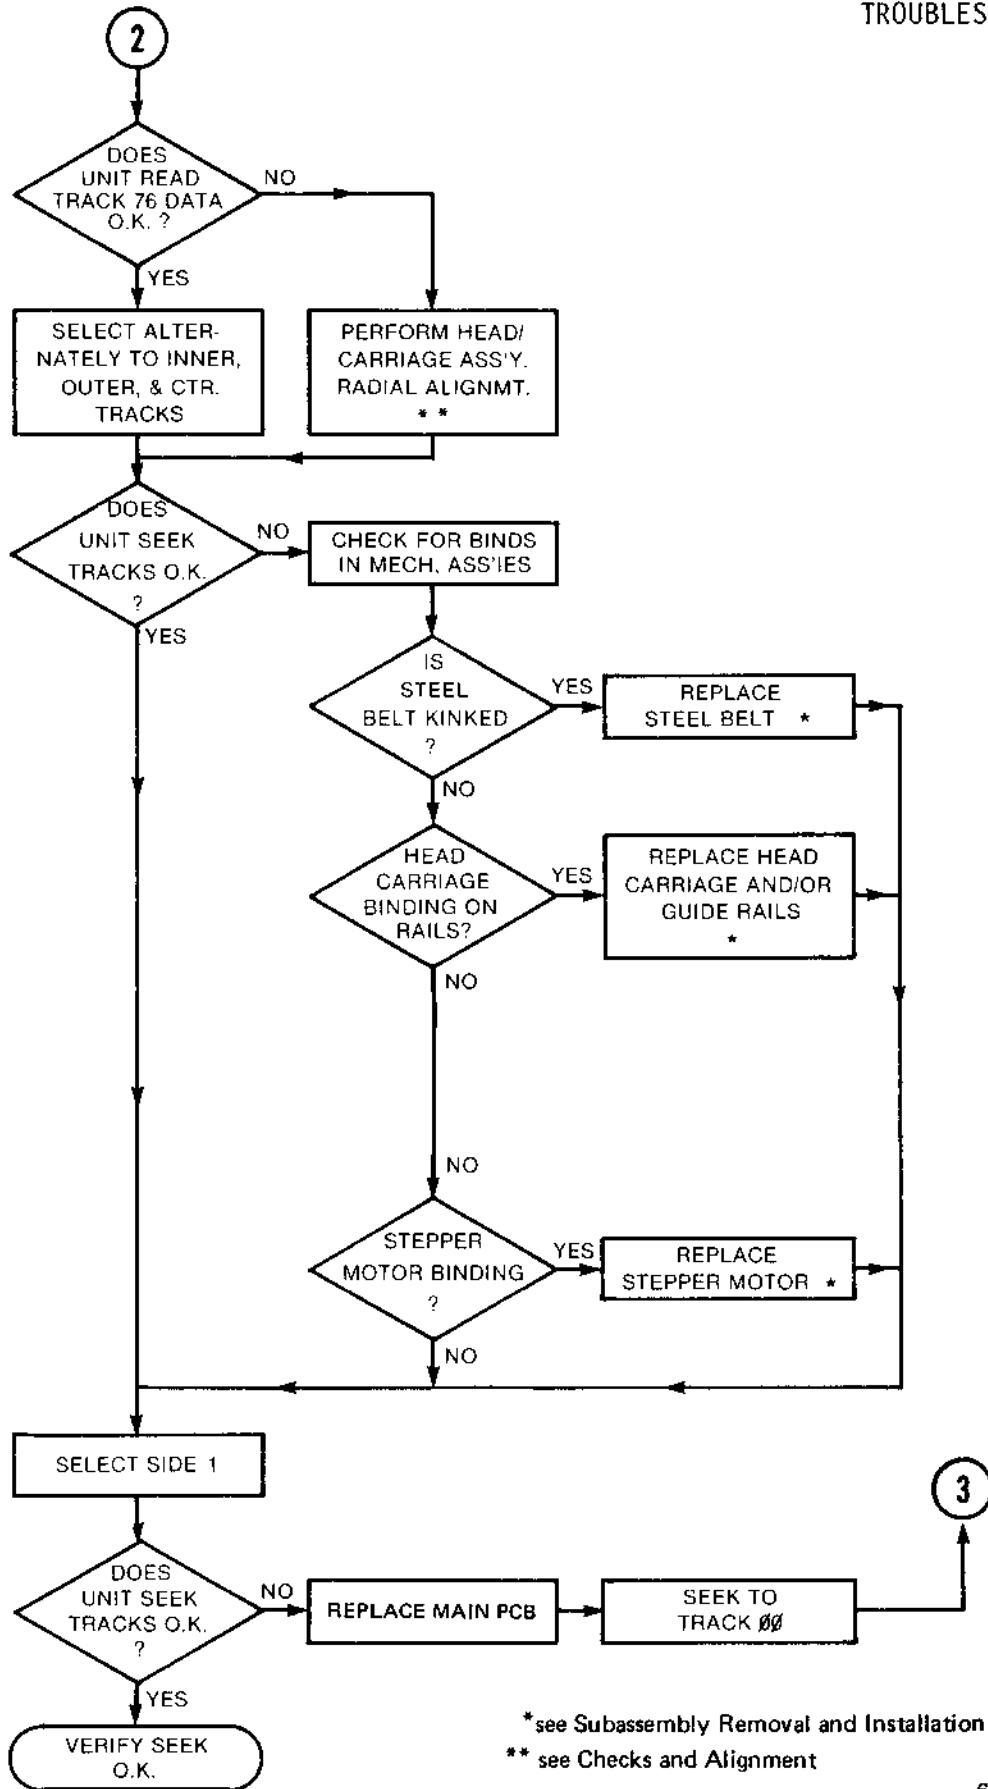 TROUBLES
2
DOES
UNIT READ
TRACK 76 DATA
O.K. ?
NO
YES
SELECT ALTER-
NATELY TO INNER,
OUTER, & CTR.
TRACKS
PERFORM HEAD/
CARRIAGE ASS'Y.
RADIAL ALIGNMT.
* *
DOES
UNIT SEEK
TRACKS O.K.
?
NO
YES
CHECK FOR BINDS
IN MECH. ASS'IES
IS
STEEL
BELT KINKED
?
YES
NO
REPLACE
STEEL BELT *
HEAD
CARRIAGE
BINDING ON
RAILS?
YES
NO
REPLACE HEAD
CARRIAGE AND/OR
GUIDE RAILS
*
NO
STEPPER
MOTOR BINDING
?
YES
NO
REPLACE
STEPPER MOTOR *
SELECT SIDE 1
DOES
UNIT SEEK
TRACKS O.K.
?
NO
YES
REPLACE MAIN PCB
SEEK TO
TRACK 0̸0̸
3
VERIFY SEEK
O.K.
*see Subassembly Removal and Installation
** see Checks and Alignment